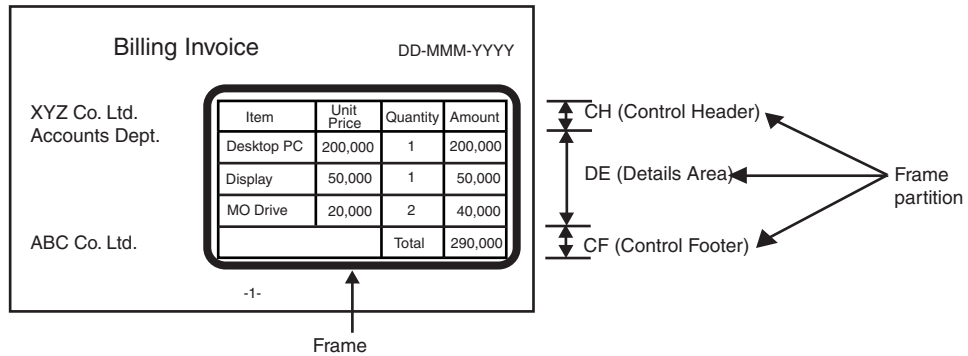 Billing Invoice
DD-MMM-YYYY
XYZ Co. Ltd.
Accounts Dept.
Item Unit Price Quantity Amount
Desktop PC 200,000 1 200,000
Display 50,000 1 50,000
MO Drive 20,000 2 40,000
Total 290,000
ABC Co. Ltd.
-1-
Frame
CH (Control Header)
DE (Details Area)
CF (Control Footer)
Frame
partition